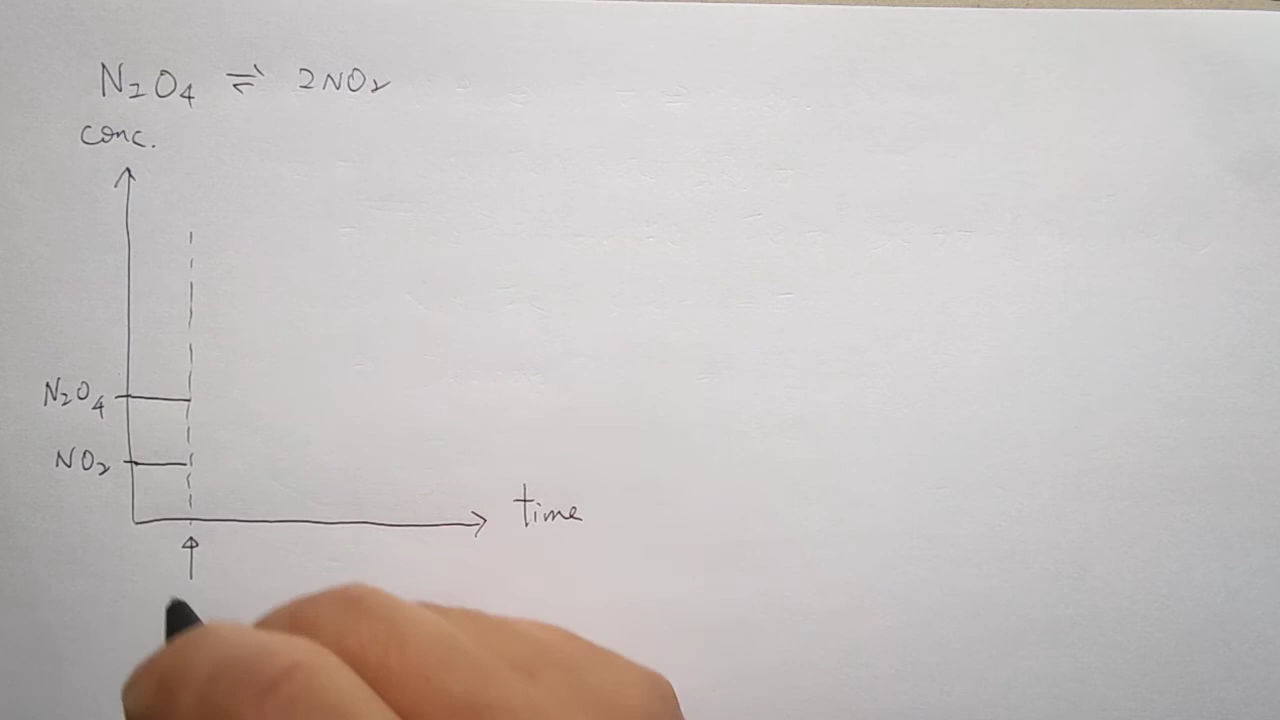 N₂O₄ ⇌ 2NO₂
conc.
N₂O₄
NO₂
time